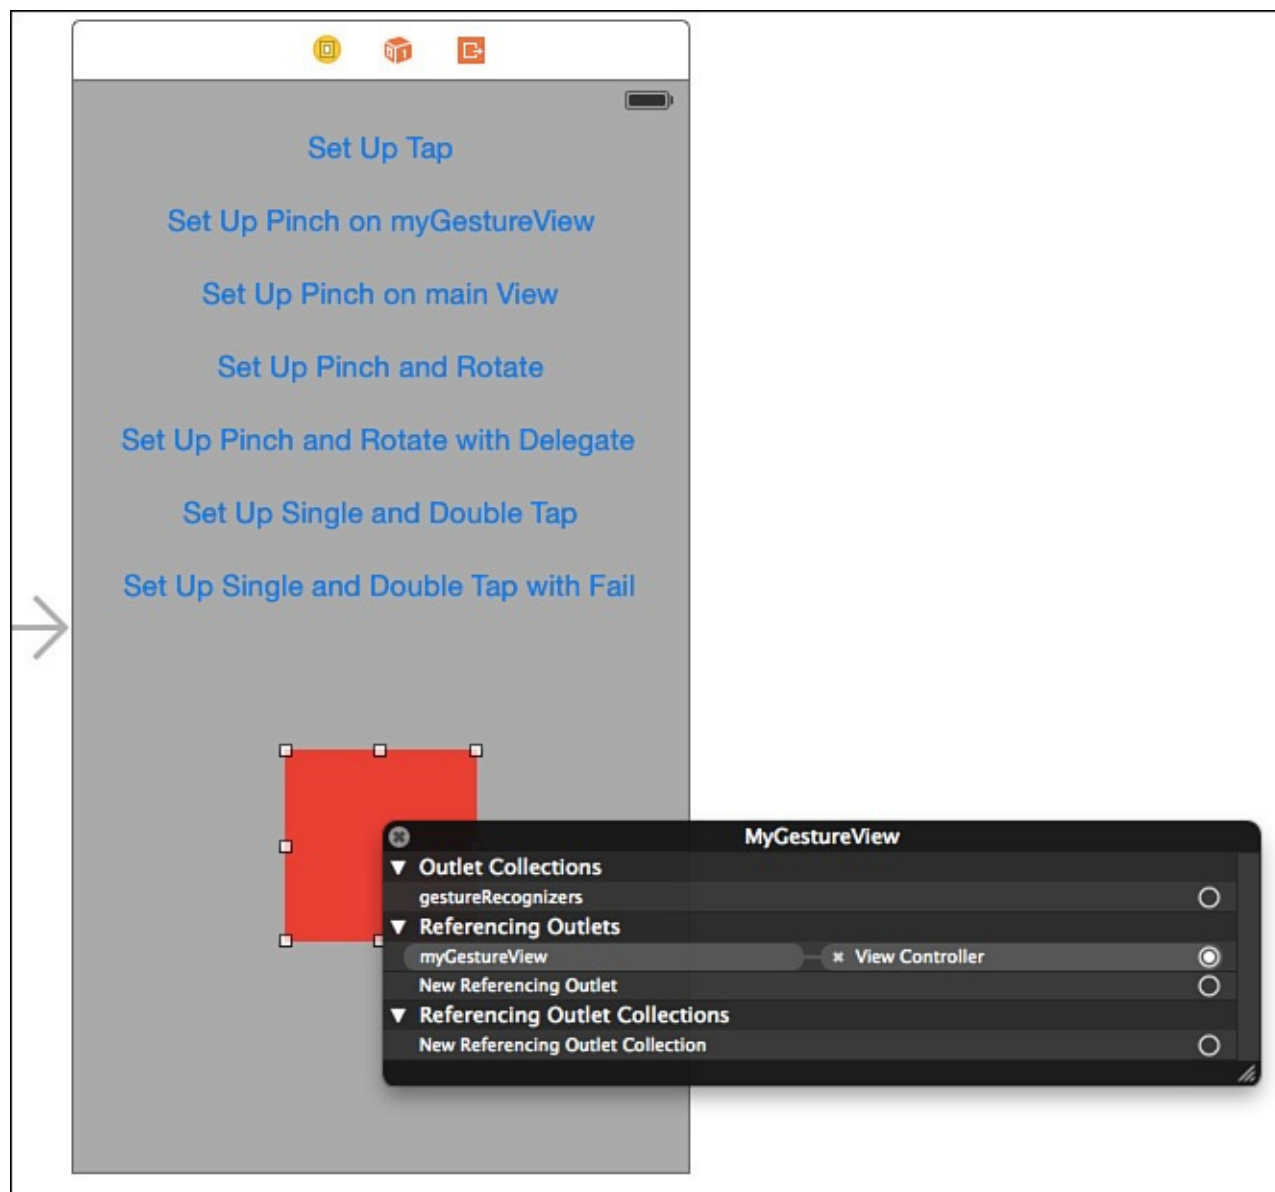 Set Up Tap
Set Up Pinch on myGestureView
Set Up Pinch on main View
Set Up Pinch and Rotate
Set Up Pinch and Rotate with Delegate
Set Up Single and Double Tap
Set Up Single and Double Tap with Fail
MyGestureView
Outlet Collections
gestureRecognizers
Referencing Outlets
myGestureView View Controller
New Referencing Outlet
Referencing Outlet Collections
New Referencing Outlet Collection